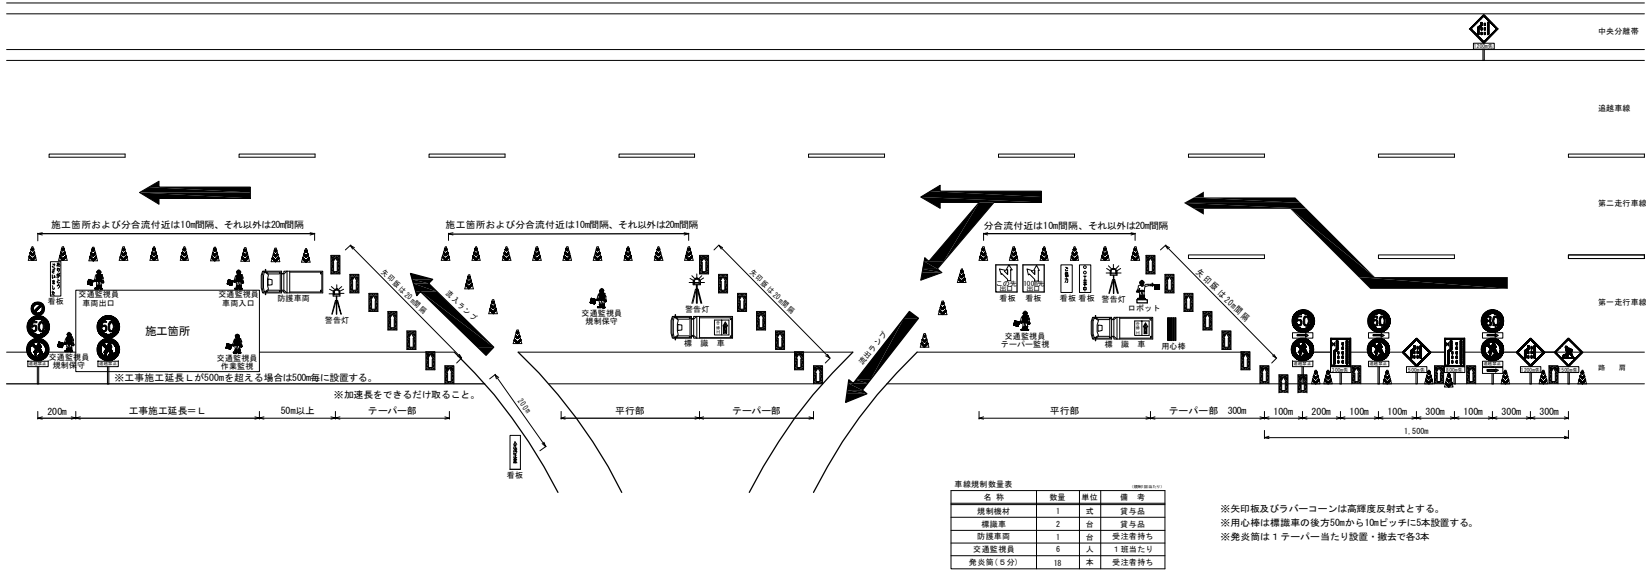 中央分離帯
追越車線
第二走行車線
第一走行車線
路　肩
施工箇所および分合流付近は10m間隔、それ以外は20m間隔
施工箇所および分合流付近は10m間隔、それ以外は20m間隔
分合流付近は10m間隔、それ以外は20m間隔
看板
交通監視員
車両出口
交通監視員
車両入口
防護車両
施工箇所
交通監視員
規制保守
交通監視員
作業監視
※工事施工延長Ｌが500mを超える場合は500m毎に設置する。
警告灯
矢印版は20m間隔
流入ランプ
※加速長をできるだけ取ること。
200m
看板
交通監視員
規制保守
警告灯
標 識 車
矢印版は20m間隔
流出ランプ
看板
看板
看板
看板
警告灯
ロボット
交通監視員
テーパー監視
標 識 車
用心棒
矢印版は20m間隔
200m
工事施工延長＝Ｌ
50m以上
テーパー部
平行部
テーパー部
平行部
テーパー部
300m
100m
200m
100m
100m
300m
100m
300m
300m
1,500m
車線規制数量表
名 称 数量 単位 備 考
規制機材 1 式 貸与品
標識車 2 台 貸与品
防護車両 1 台 受注者持ち
交通監視員 6 人 1班当たり
発炎筒(５分) 18 本 受注者持ち
※矢印板及びラバーコーンは高輝度反射式とする。
※用心棒は標識車の後方50mから10mピッチに5本設置する。
※発炎筒は１テーパー当たり設置・撤去で各3本